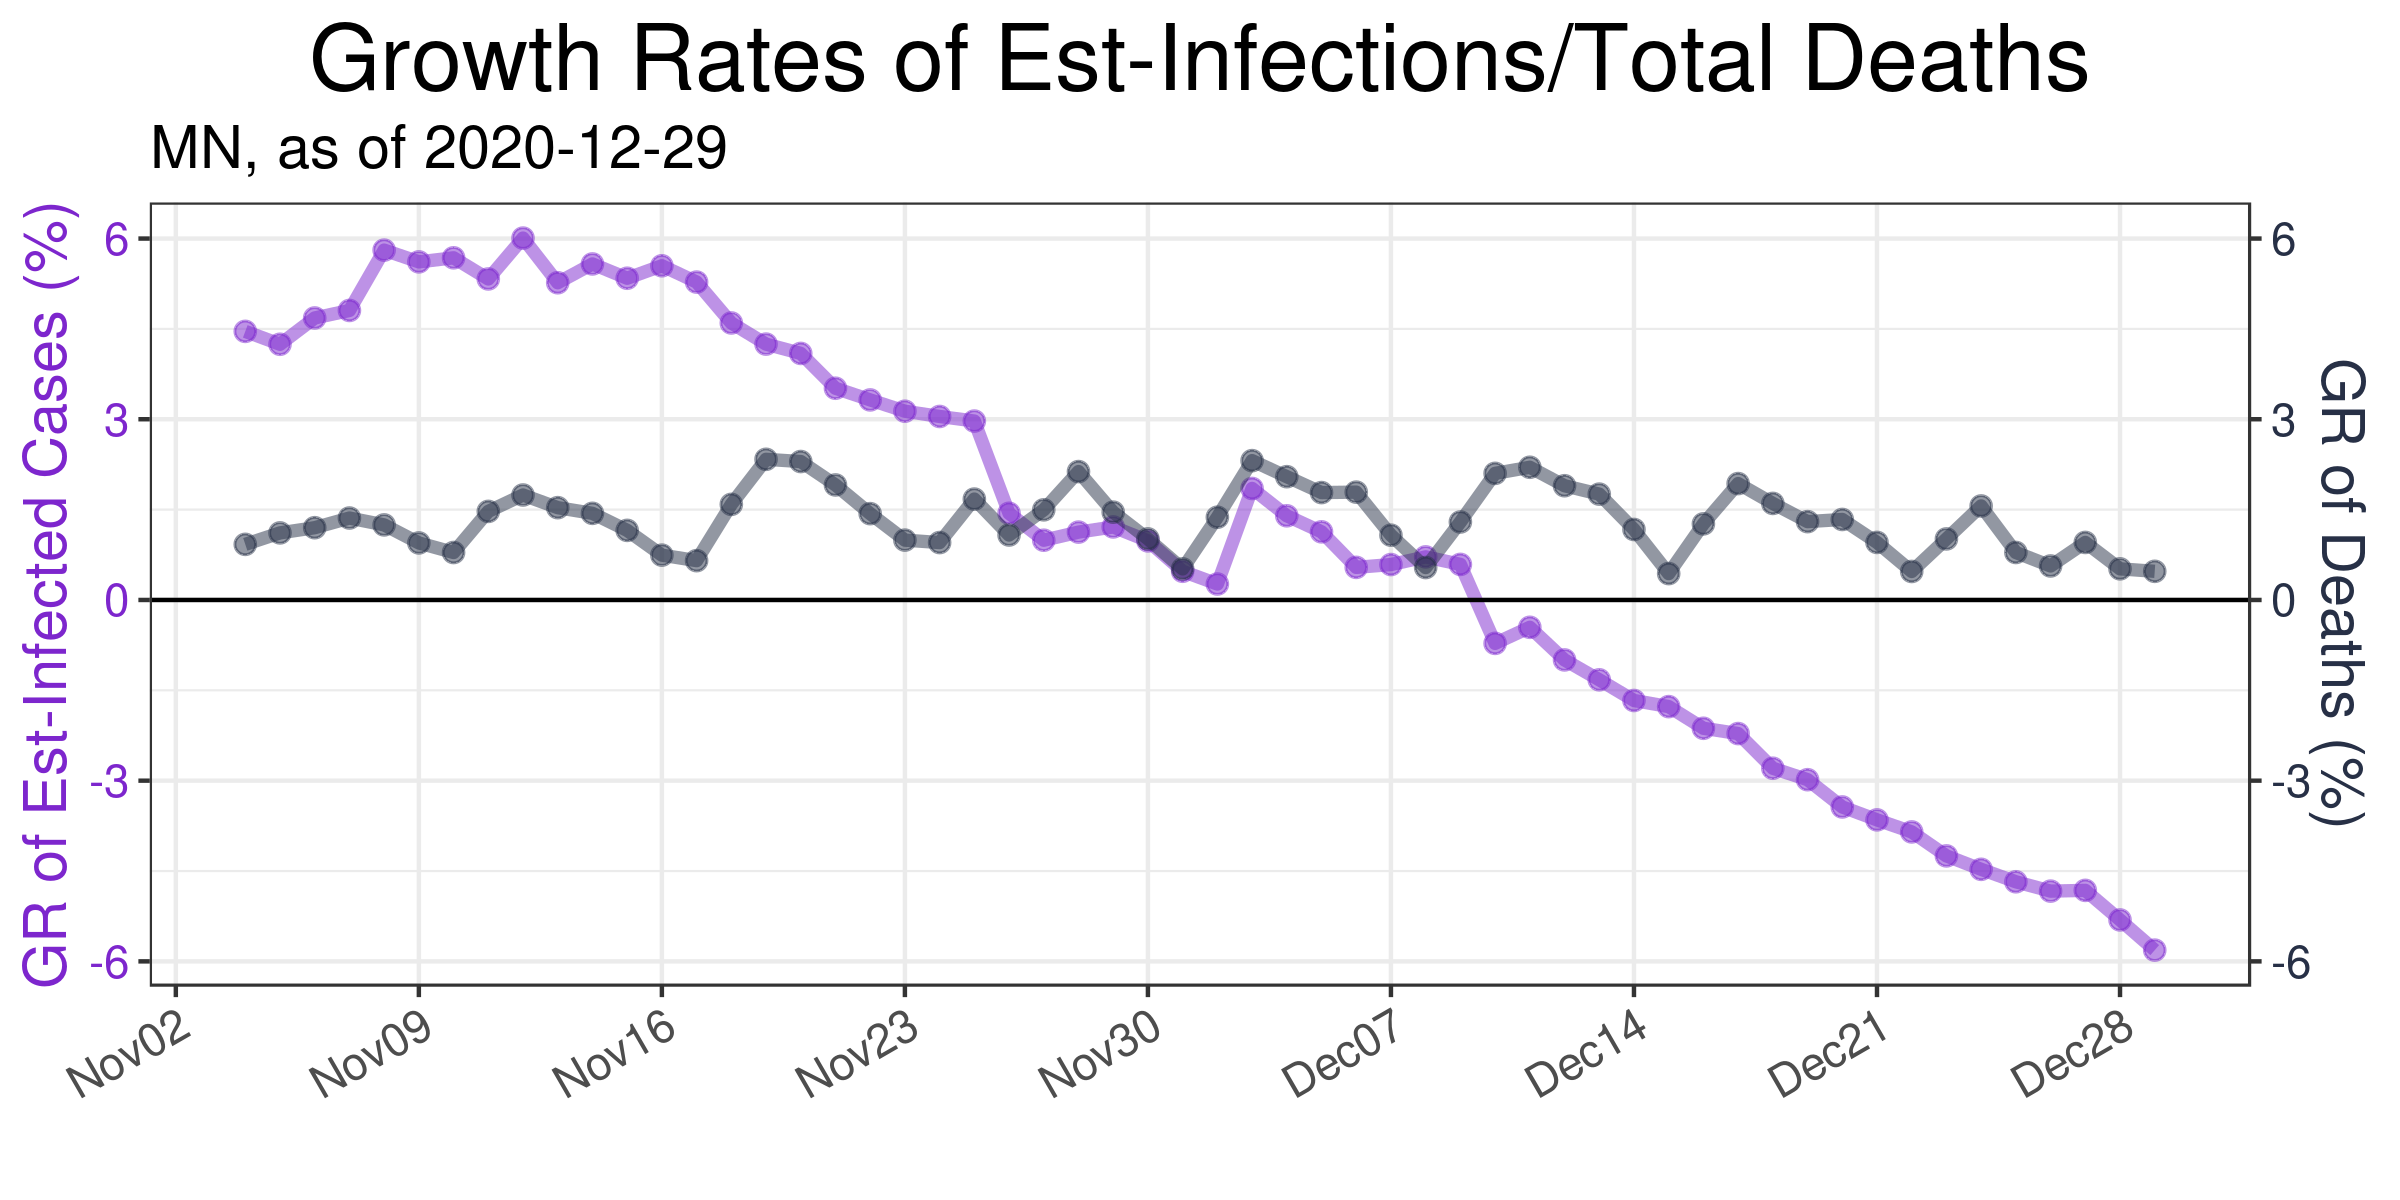 Growth Rates of Est-Infections/Total Deaths
MN, as of 2020-12-29
GR of Est-Infected Cases (%)
6
3
0
-3
-6
6
3
0
-3
-6
GR of Deaths (%)
Nov02
Nov09
Nov16
Nov23
Nov30
Dec07
Dec14
Dec21
Dec28